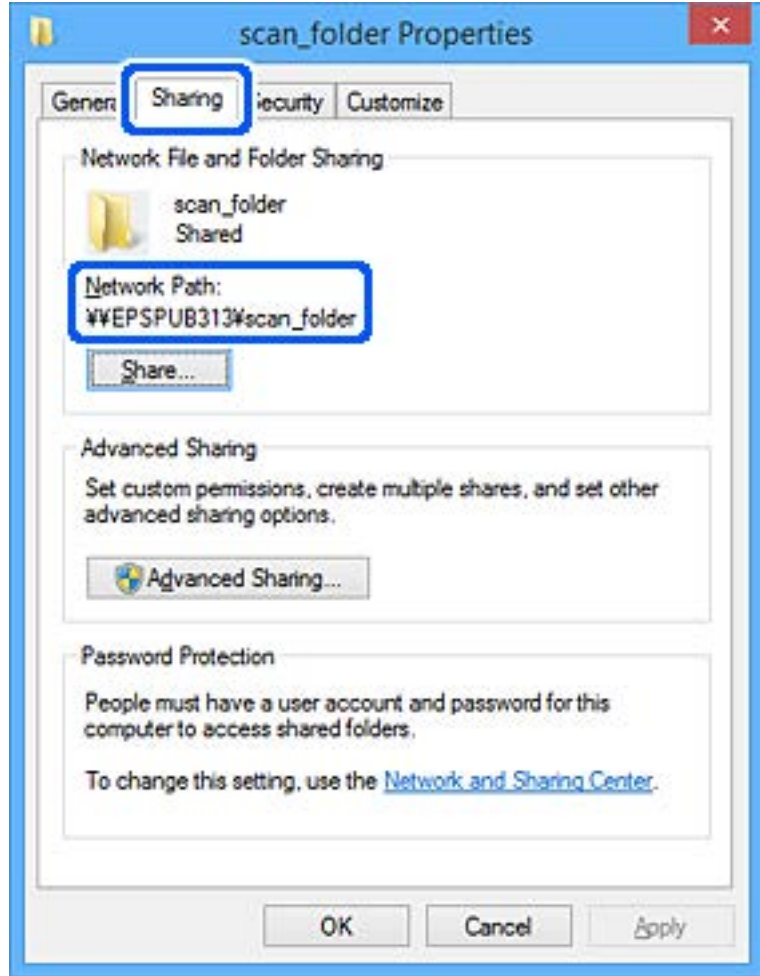 scan_folder Properties
General Sharing Security Customize
Network File and Folder Sharing
scan_folder
Shared
Network Path:
¥¥EPSPUB313¥scan_folder
Share...
Advanced Sharing
Set custom permissions, create multiple shares, and set other
advanced sharing options.
Advanced Sharing...
Password Protection
People must have a user account and password for this
computer to access shared folders.
To change this setting, use the Network and Sharing Center.
OK Cancel Apply